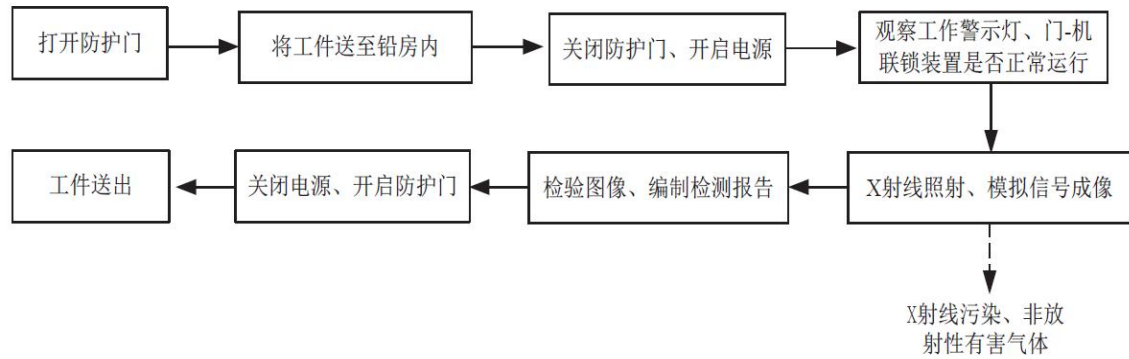 打开防护门
将工件送至铅房内
关闭防护门、开启电源
观察工作警示灯、门-机
联锁装置是否正常运行
X射线照射、模拟信号成像
检验图像、编制检测报告
关闭电源、开启防护门
工件送出
X射线污染、非放
射性有害气体